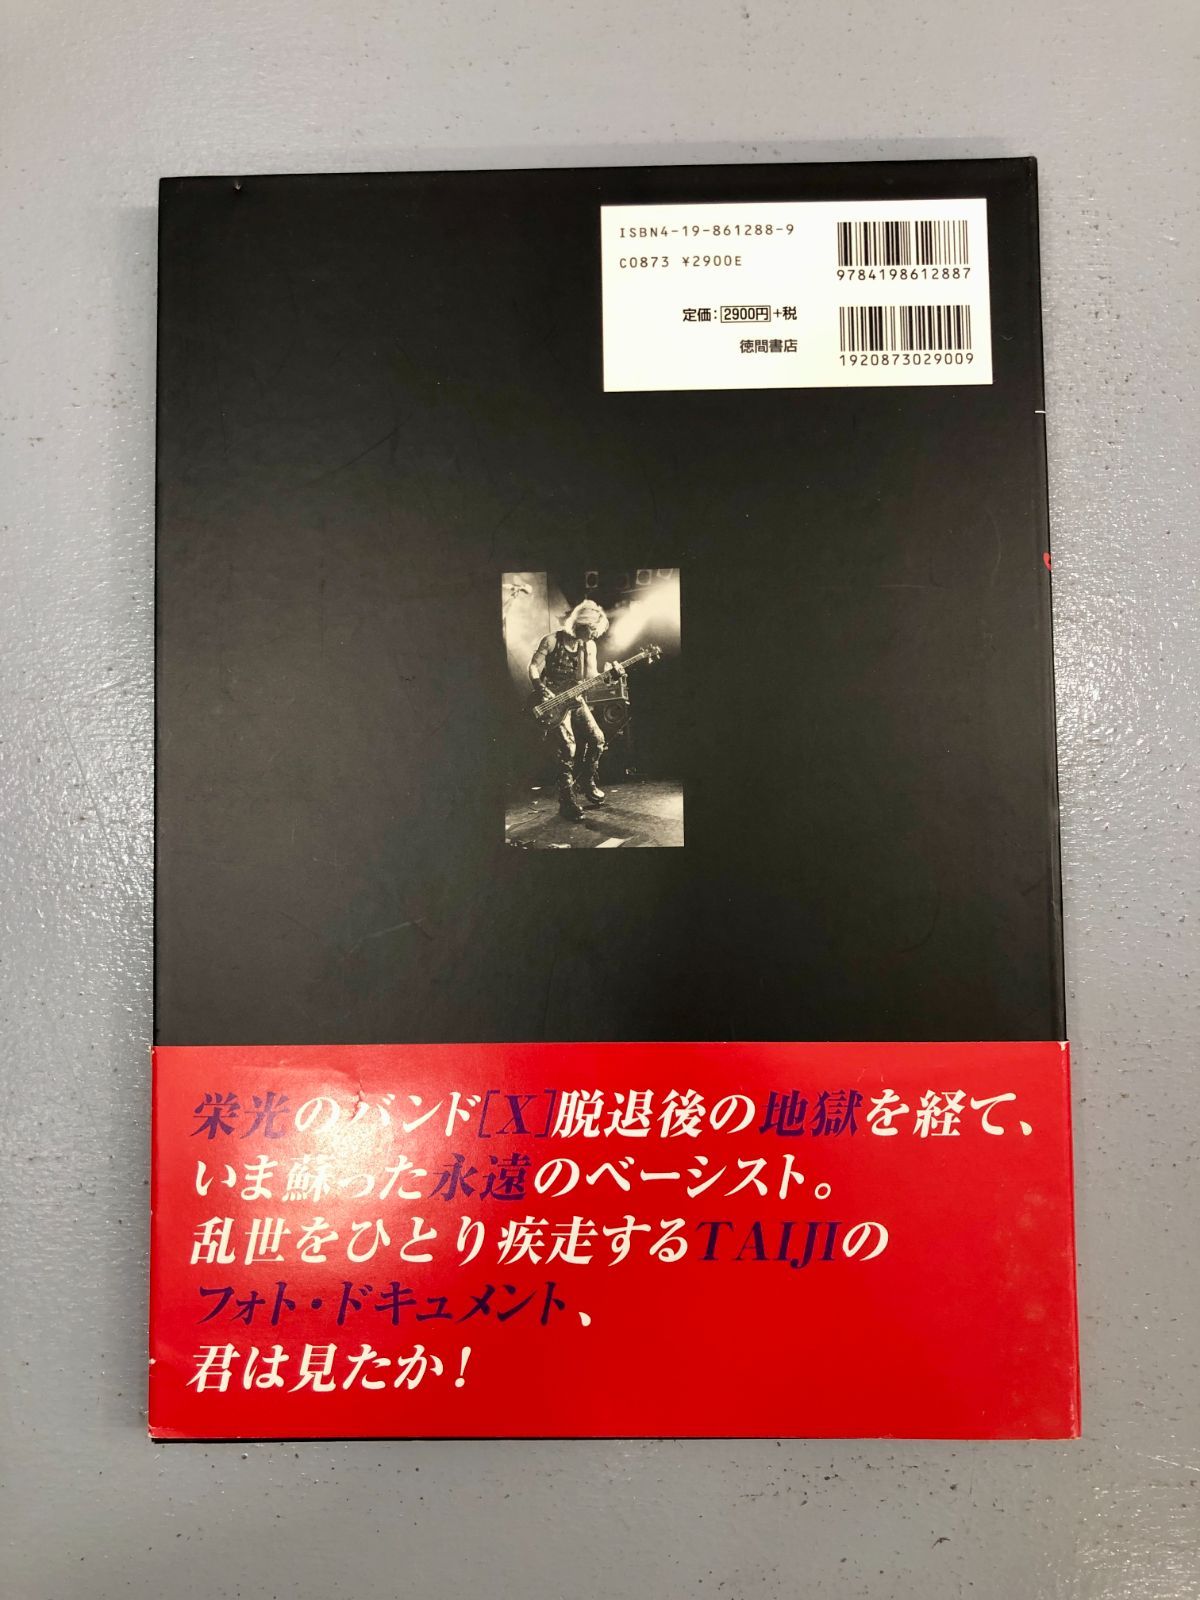 ISBN4-19-861288-9
C0873 ¥2900E
9784198612887
定価:2900円+税
徳間書店
1920873029009
栄光のバンド[X]脱退後の地獄を経て、
いま蘇った永遠のベーシスト。
乱世をひとり疾走するTAIJIの
フォト・ドキュメント、
君は見たか!